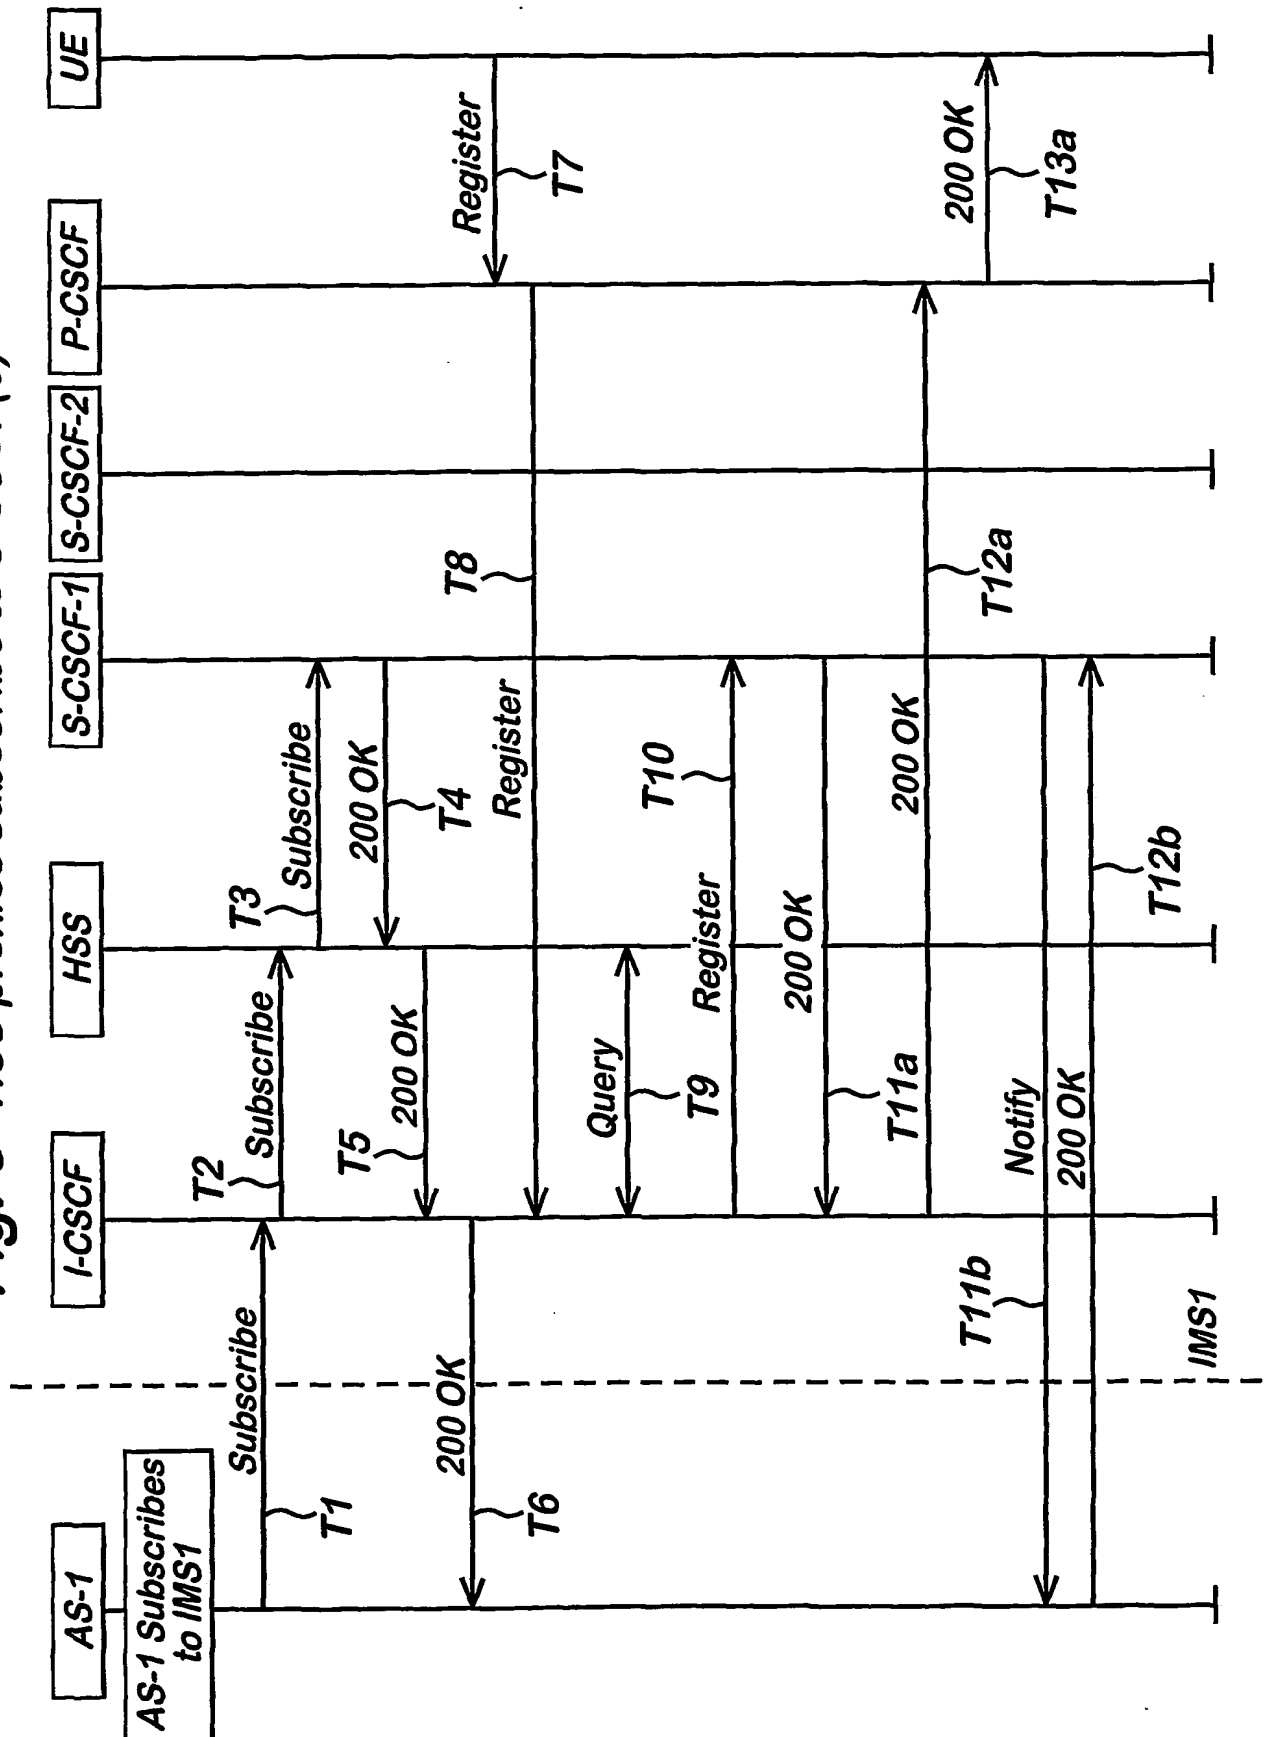 AS-1
I-CSCF
HSS
S-CSCF-1
S-CSCF-2
P-CSCF
UE
AS-1 Subscribes
to IMS1
Subscribe
T1
T2
Subscribe
T3
Subscribe
200 OK
T4
T5
200 OK
200 OK
T6
Register
T7
Register
T8
Query
T9
Register
T10
200 OK
T11a
200 OK
T12a
200 OK
T13a
Notify
T11b
200 OK
T12b
IMS1